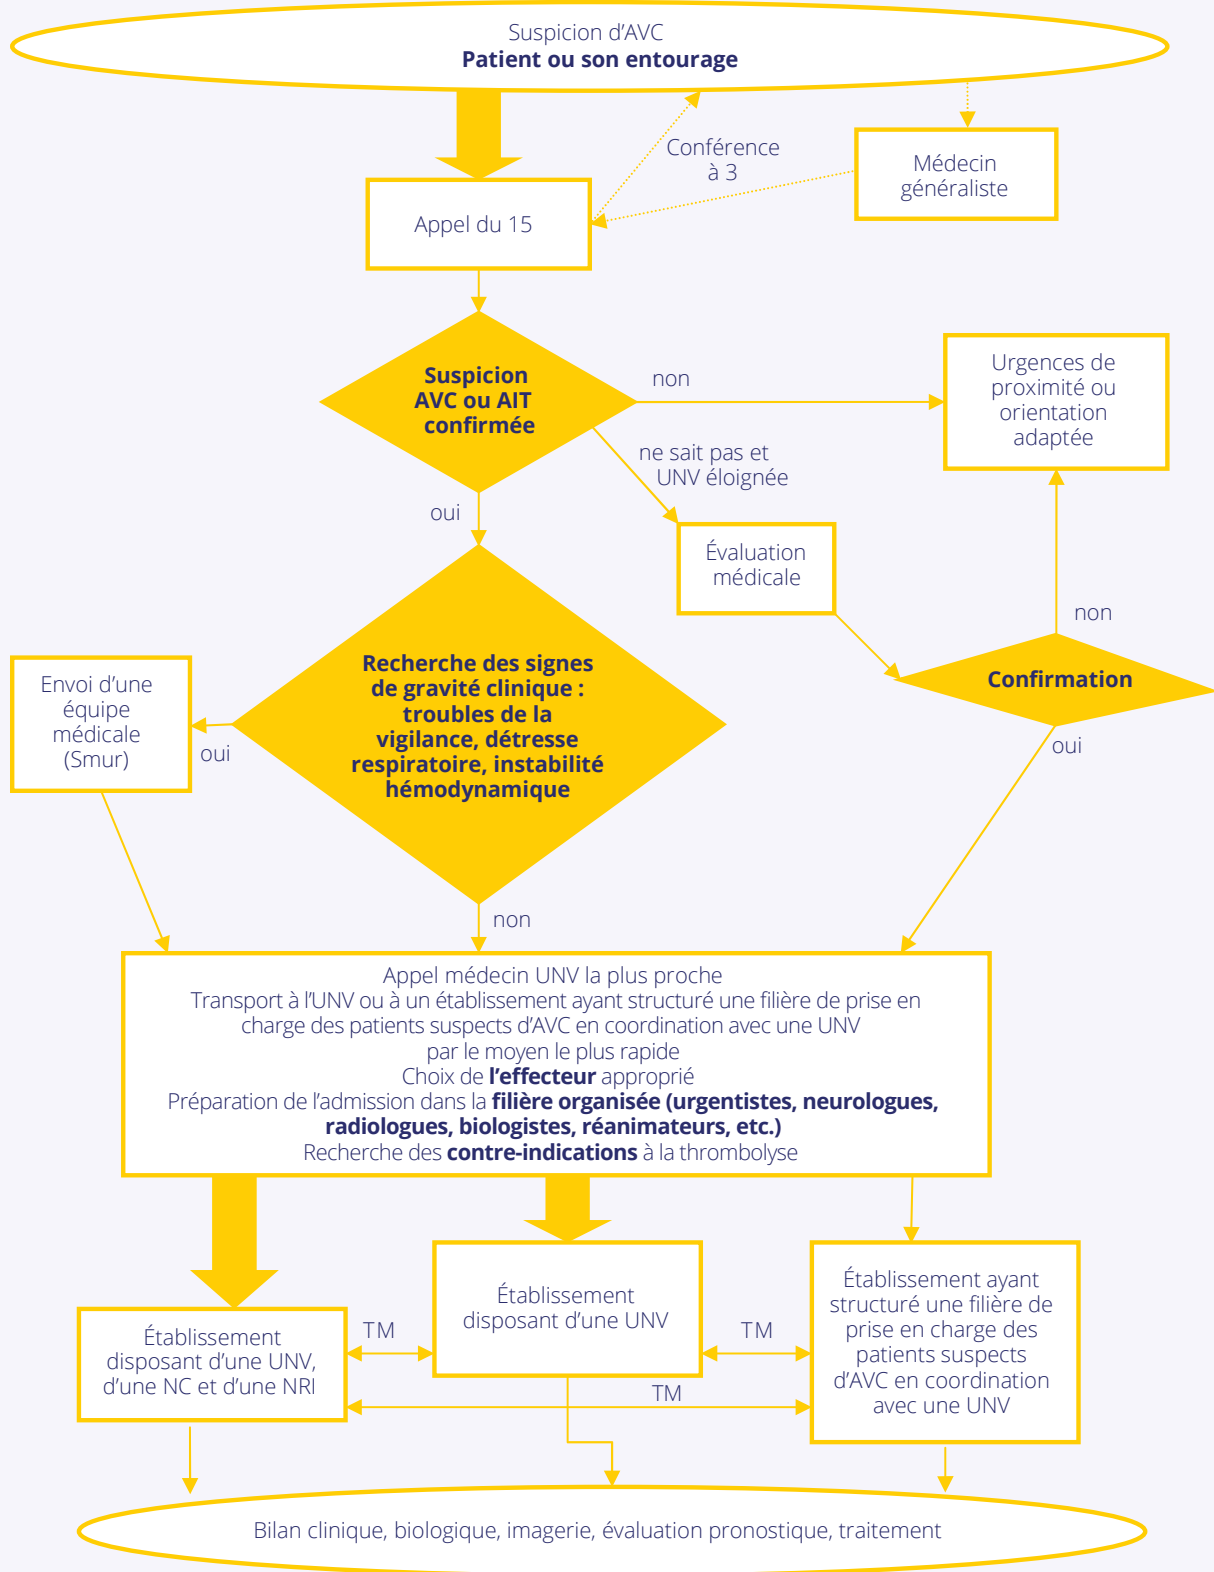 Suspicion d’AVC
Patient ou son entourage
Conférence
à 3
Médecin
généraliste
Appel du 15
Suspicion
AVC ou AIT
confirmée
non
Urgences de
proximité ou
orientation
adaptée
ne sait pas et
UNV éloignée
oui
Évaluation
médicale
non
Confirmation
oui
Recherche des signes
de gravité clinique :
troubles de la
vigilance, détresse
respiratoire, instabilité
hémodynamique
oui
Envoi d’une
équipe
médicale
(Smur)
non
Appel médecin UNV la plus proche
Transport à l’UNV ou à un établissement ayant structuré une filière de prise en
charge des patients suspects d’AVC en coordination avec une UNV
par le moyen le plus rapide
Choix de l’effecteur approprié
Préparation de l’admission dans la filière organisée (urgentistes, neurologues,
radiologues, biologistes, réanimateurs, etc.)
Recherche des contre-indications à la thrombolyse
Établissement
disposant d’une UNV,
d’une NC et d’une NRI
TM
Établissement
disposant d’une UNV
TM
TM
Établissement ayant
structuré une filière de
prise en charge des
patients suspects
d’AVC en coordination
avec une UNV
Bilan clinique, biologique, imagerie, évaluation pronostique, traitement